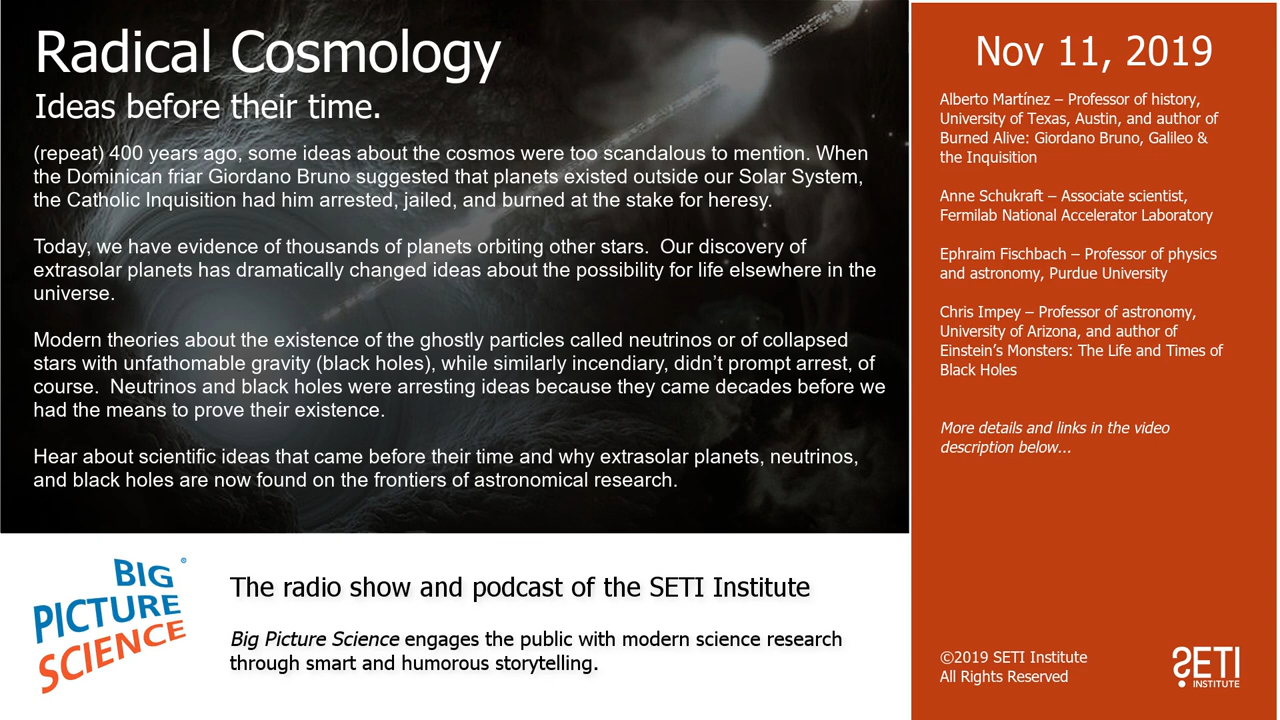 Radical Cosmology
Ideas before their time.
(repeat) 400 years ago, some ideas about the cosmos were too scandalous to mention. When
the Dominican friar Giordano Bruno suggested that planets existed outside our Solar System,
the Catholic Inquisition had him arrested, jailed, and burned at the stake for heresy.
Today, we have evidence of thousands of planets orbiting other stars.  Our discovery of
extrasolar planets has dramatically changed ideas about the possibility for life elsewhere in the
universe.
Modern theories about the existence of the ghostly particles called neutrinos or of collapsed
stars with unfathomable gravity (black holes), while similarly incendiary, didn’t prompt arrest, of
course.  Neutrinos and black holes were arresting ideas because they came decades before we
had the means to prove their existence.
Hear about scientific ideas that came before their time and why extrasolar planets, neutrinos,
and black holes are now found on the frontiers of astronomical research.
Nov 11, 2019
Alberto Martínez – Professor of history,
University of Texas, Austin, and author of
Burned Alive: Giordano Bruno, Galileo &
the Inquisition
Anne Schukraft – Associate scientist,
Fermilab National Accelerator Laboratory
Ephraim Fischbach – Professor of physics
and astronomy, Purdue University
Chris Impey – Professor of astronomy,
University of Arizona, and author of
Einstein’s Monsters: The Life and Times of
Black Holes
More details and links in the video
description below...
BIG ®
PICTURE
SCIENCE
The radio show and podcast of the SETI Institute
Big Picture Science engages the public with modern science research
through smart and humorous storytelling.
©2019 SETI Institute
All Rights Reserved
SETI
INSTITUTE